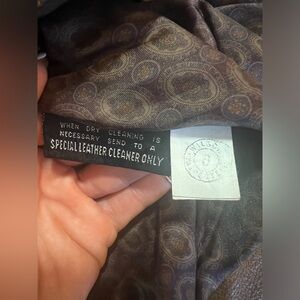 WHEN DRY CLEANING IS
NECESSARY SEND TO A
SPECIAL LEATHER CLEANER ONLY